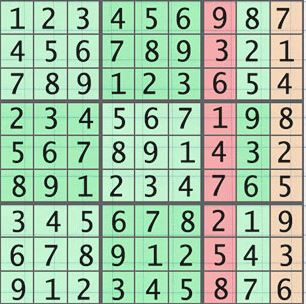 1 2 3 4 5 6 9 8 7
4 5 6 7 8 9 3 2 1
7 8 9 1 2 3 6 5 4
2 3 4 5 6 7 1 9 8
5 6 7 8 9 1 4 3 2
8 9 1 2 3 4 7 6 5
3 4 5 6 7 8 2 1 9
6 7 8 9 1 2 5 4 3
9 1 2 3 4 5 8 7 6